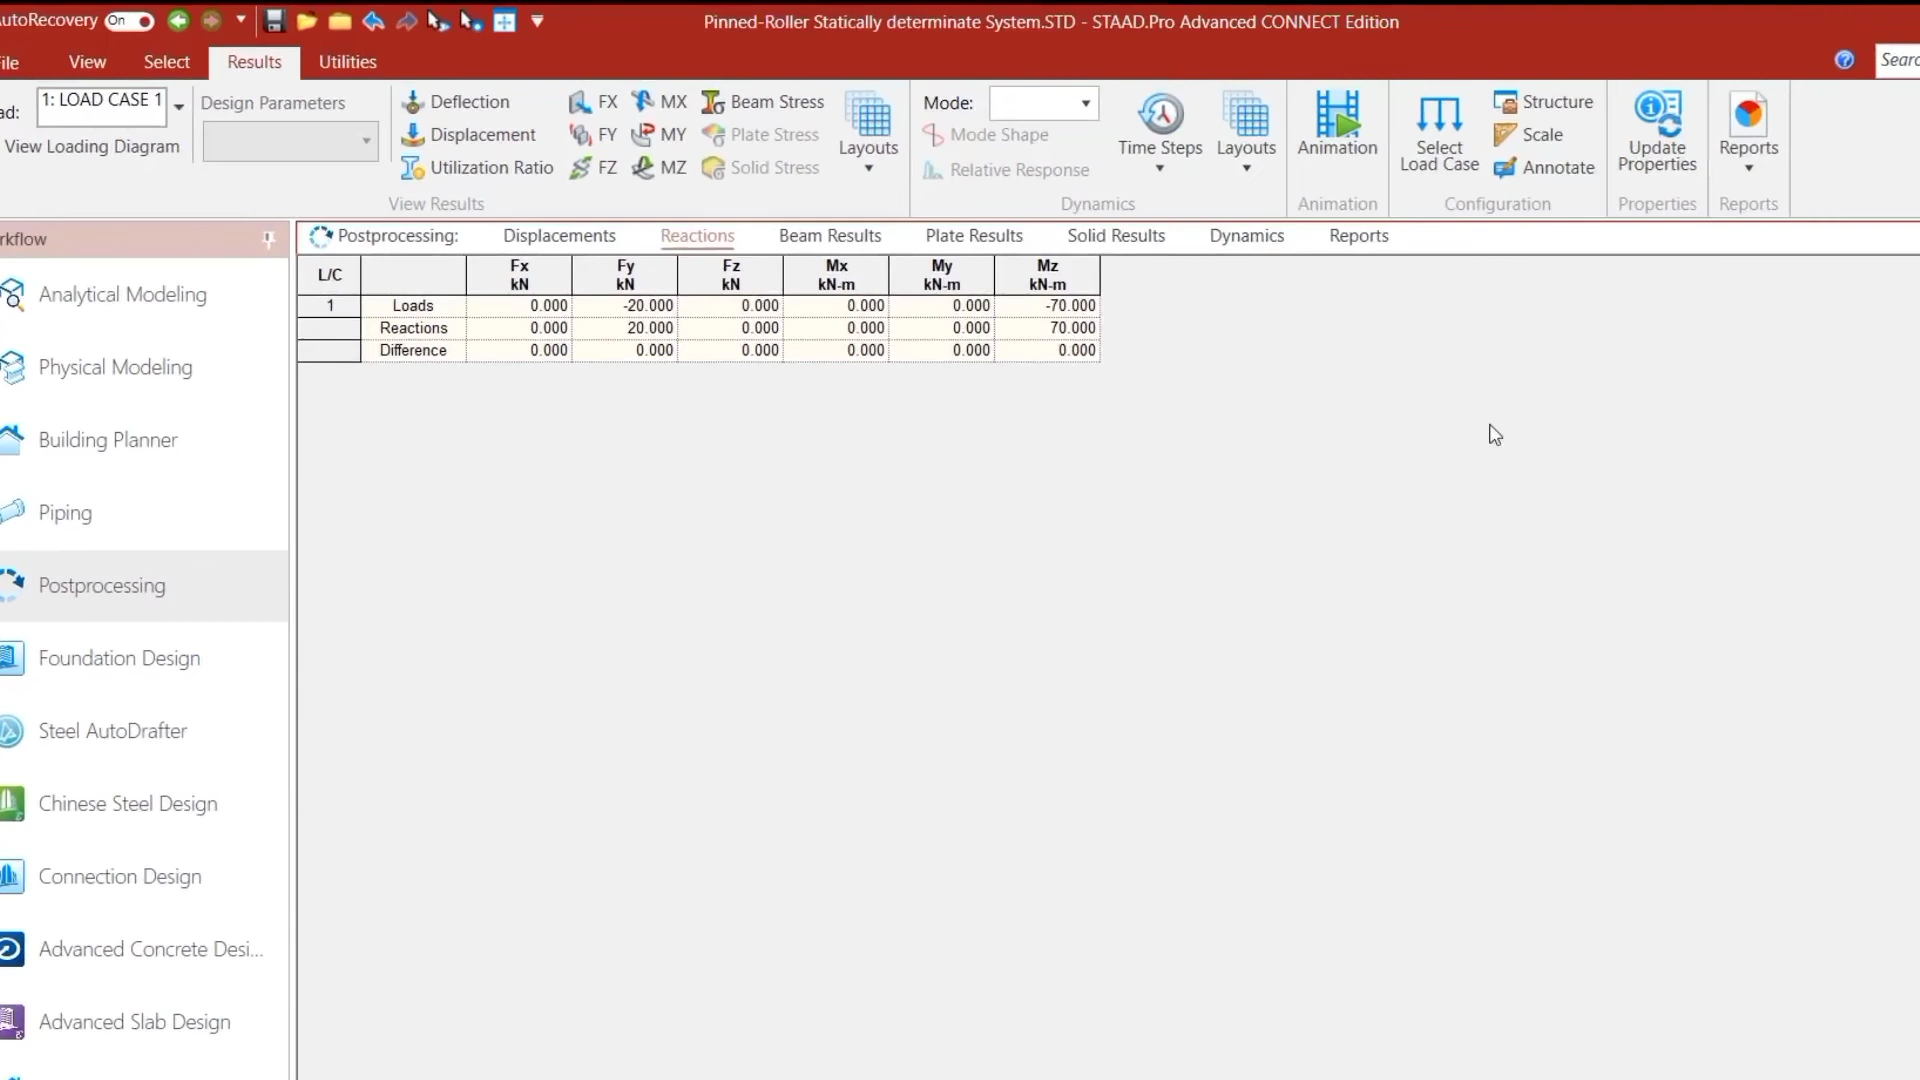 AutoRecovery On
Pinned-Roller Statically determinate System.STD - STAAD.Pro Advanced CONNECT Edition
ile View Select Results Utilities
Searc
ad: 1: LOAD CASE 1
View Loading Diagram
Design Parameters
Deflection FX MX Beam Stress
Displacement FY MY Plate Stress
Utilization Ratio FZ MZ Solid Stress
Layouts
View Results
Mode:
Mode Shape
Relative Response
Time Steps Layouts
Dynamics
Animation
Animation
Select
Load Case
Structure
Scale
Annotate
Configuration
Update
Properties
Properties
Reports
Reports
rkflow
Postprocessing: Displacements Reactions Beam Results Plate Results Solid Results Dynamics Reports
L/C Fx kN Fy kN Fz kN Mx kN-m My kN-m Mz kN-m
1 Loads 0.000 -20.000 0.000 0.000 0.000 -70.000
Reactions 0.000 20.000 0.000 0.000 0.000 70.000
Difference 0.000 0.000 0.000 0.000 0.000 0.000
Analytical Modeling
Physical Modeling
Building Planner
Piping
Postprocessing
Foundation Design
Steel AutoDrafter
Chinese Steel Design
Connection Design
Advanced Concrete Desi...
Advanced Slab Design